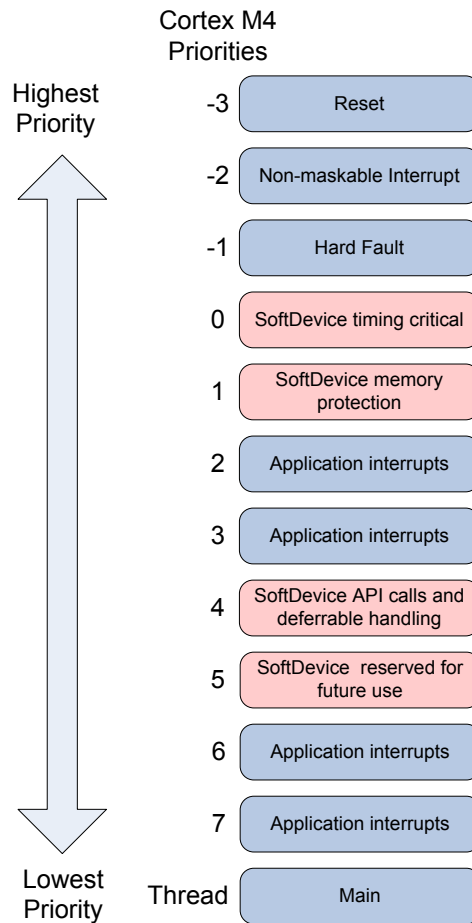 Cortex M4
Priorities
Highest
Priority
-3
Reset
-2
Non-maskable Interrupt
-1
Hard Fault
0
SoftDevice timing critical
1
SoftDevice memory
protection
2
Application interrupts
3
Application interrupts
4
SoftDevice API calls and
deferrable handling
5
SoftDevice  reserved for
future use
6
Application interrupts
7
Application interrupts
Lowest
Priority
Thread
Main